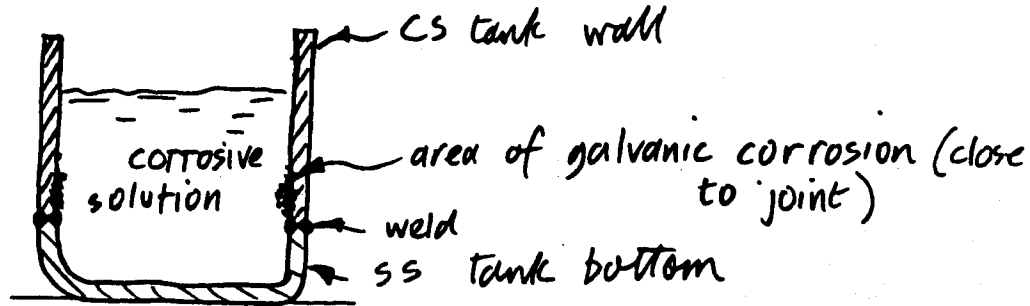 CS tank wall
corrosive
solution
area of galvanic corrosion (close
to joint)
weld
SS tank bottom